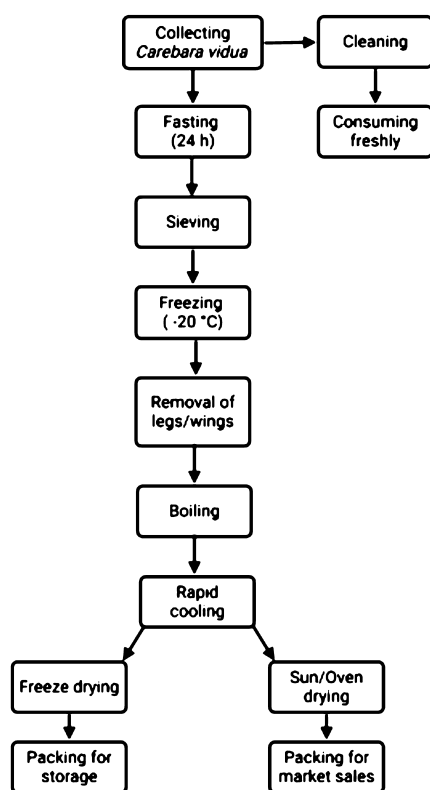 Collecting
Carebara vidua
Cleaning
Fasting
(24 h)
Consuming
freshly
Sieving
Freezing
( -20 °C)
Removal of
legs/wings
Boiling
Rapid
cooling
Freeze drying
Sun/Oven
drying
Packing for
storage
Packing for
market sales